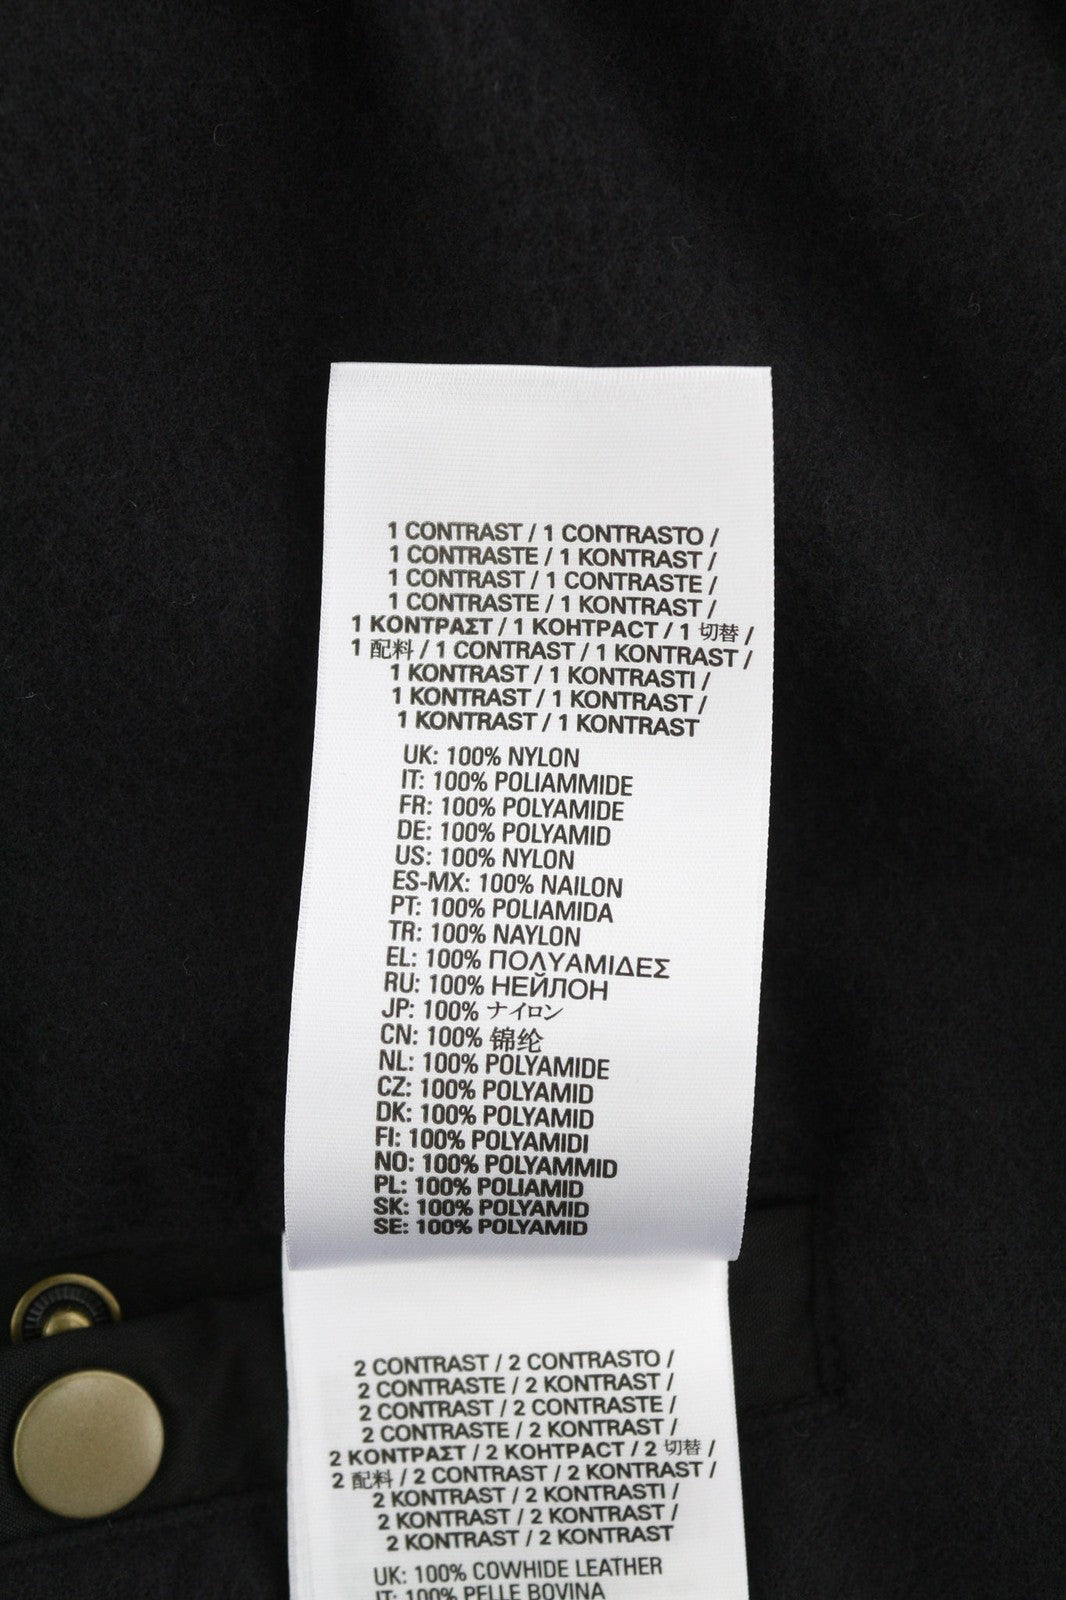 1 CONTRAST / 1 CONTRASTO /
1 CONTRASTE / 1 KONTRAST /
1 CONTRAST / 1 CONTRASTE /
1 CONTRASTE / 1 KONTRAST /
1 ΚΟΝΤΡΑΣΤ / 1 КОНТРАСТ / 1 切替 /
1 配料 / 1 CONTRAST / 1 KONTRAST /
1 KONTRAST / 1 KONTRASTI /
1 KONTRAST / 1 KONTRAST /
1 KONTRAST / 1 KONTRAST
UK: 100% NYLON
IT: 100% POLIAMMIDE
FR: 100% POLYAMIDE
DE: 100% POLYAMID
US: 100% NYLON
ES-MX: 100% NAILON
PT: 100% POLIAMIDA
TR: 100% NAYLON
EL: 100% ΠΟΛΥΑΜΙΔΕΣ
RU: 100% НЕЙЛОН
JP: 100% ナイロン
CN: 100% 锦纶
NL: 100% POLYAMIDE
CZ: 100% POLYAMID
DK: 100% POLYAMID
FI: 100% POLYAMIDI
NO: 100% POLYAMMID
PL: 100% POLIAMID
SK: 100% POLYAMID
SE: 100% POLYAMID
2 CONTRAST / 2 CONTRASTO /
2 CONTRASTE / 2 KONTRAST /
2 CONTRAST / 2 CONTRASTE /
2 CONTRASTE / 2 KONTRAST /
2 ΚΟΝΤΡΑΣΤ / 2 КОНТРАСТ / 2 切替 /
2 配料 / 2 CONTRAST / 2 KONTRAST /
2 KONTRAST / 2 KONTRASTI /
2 KONTRAST / 2 KONTRAST /
2 KONTRAST / 2 KONTRAST
UK: 100% COWHIDE LEATHER
IT: 100% PELLE BOVINA